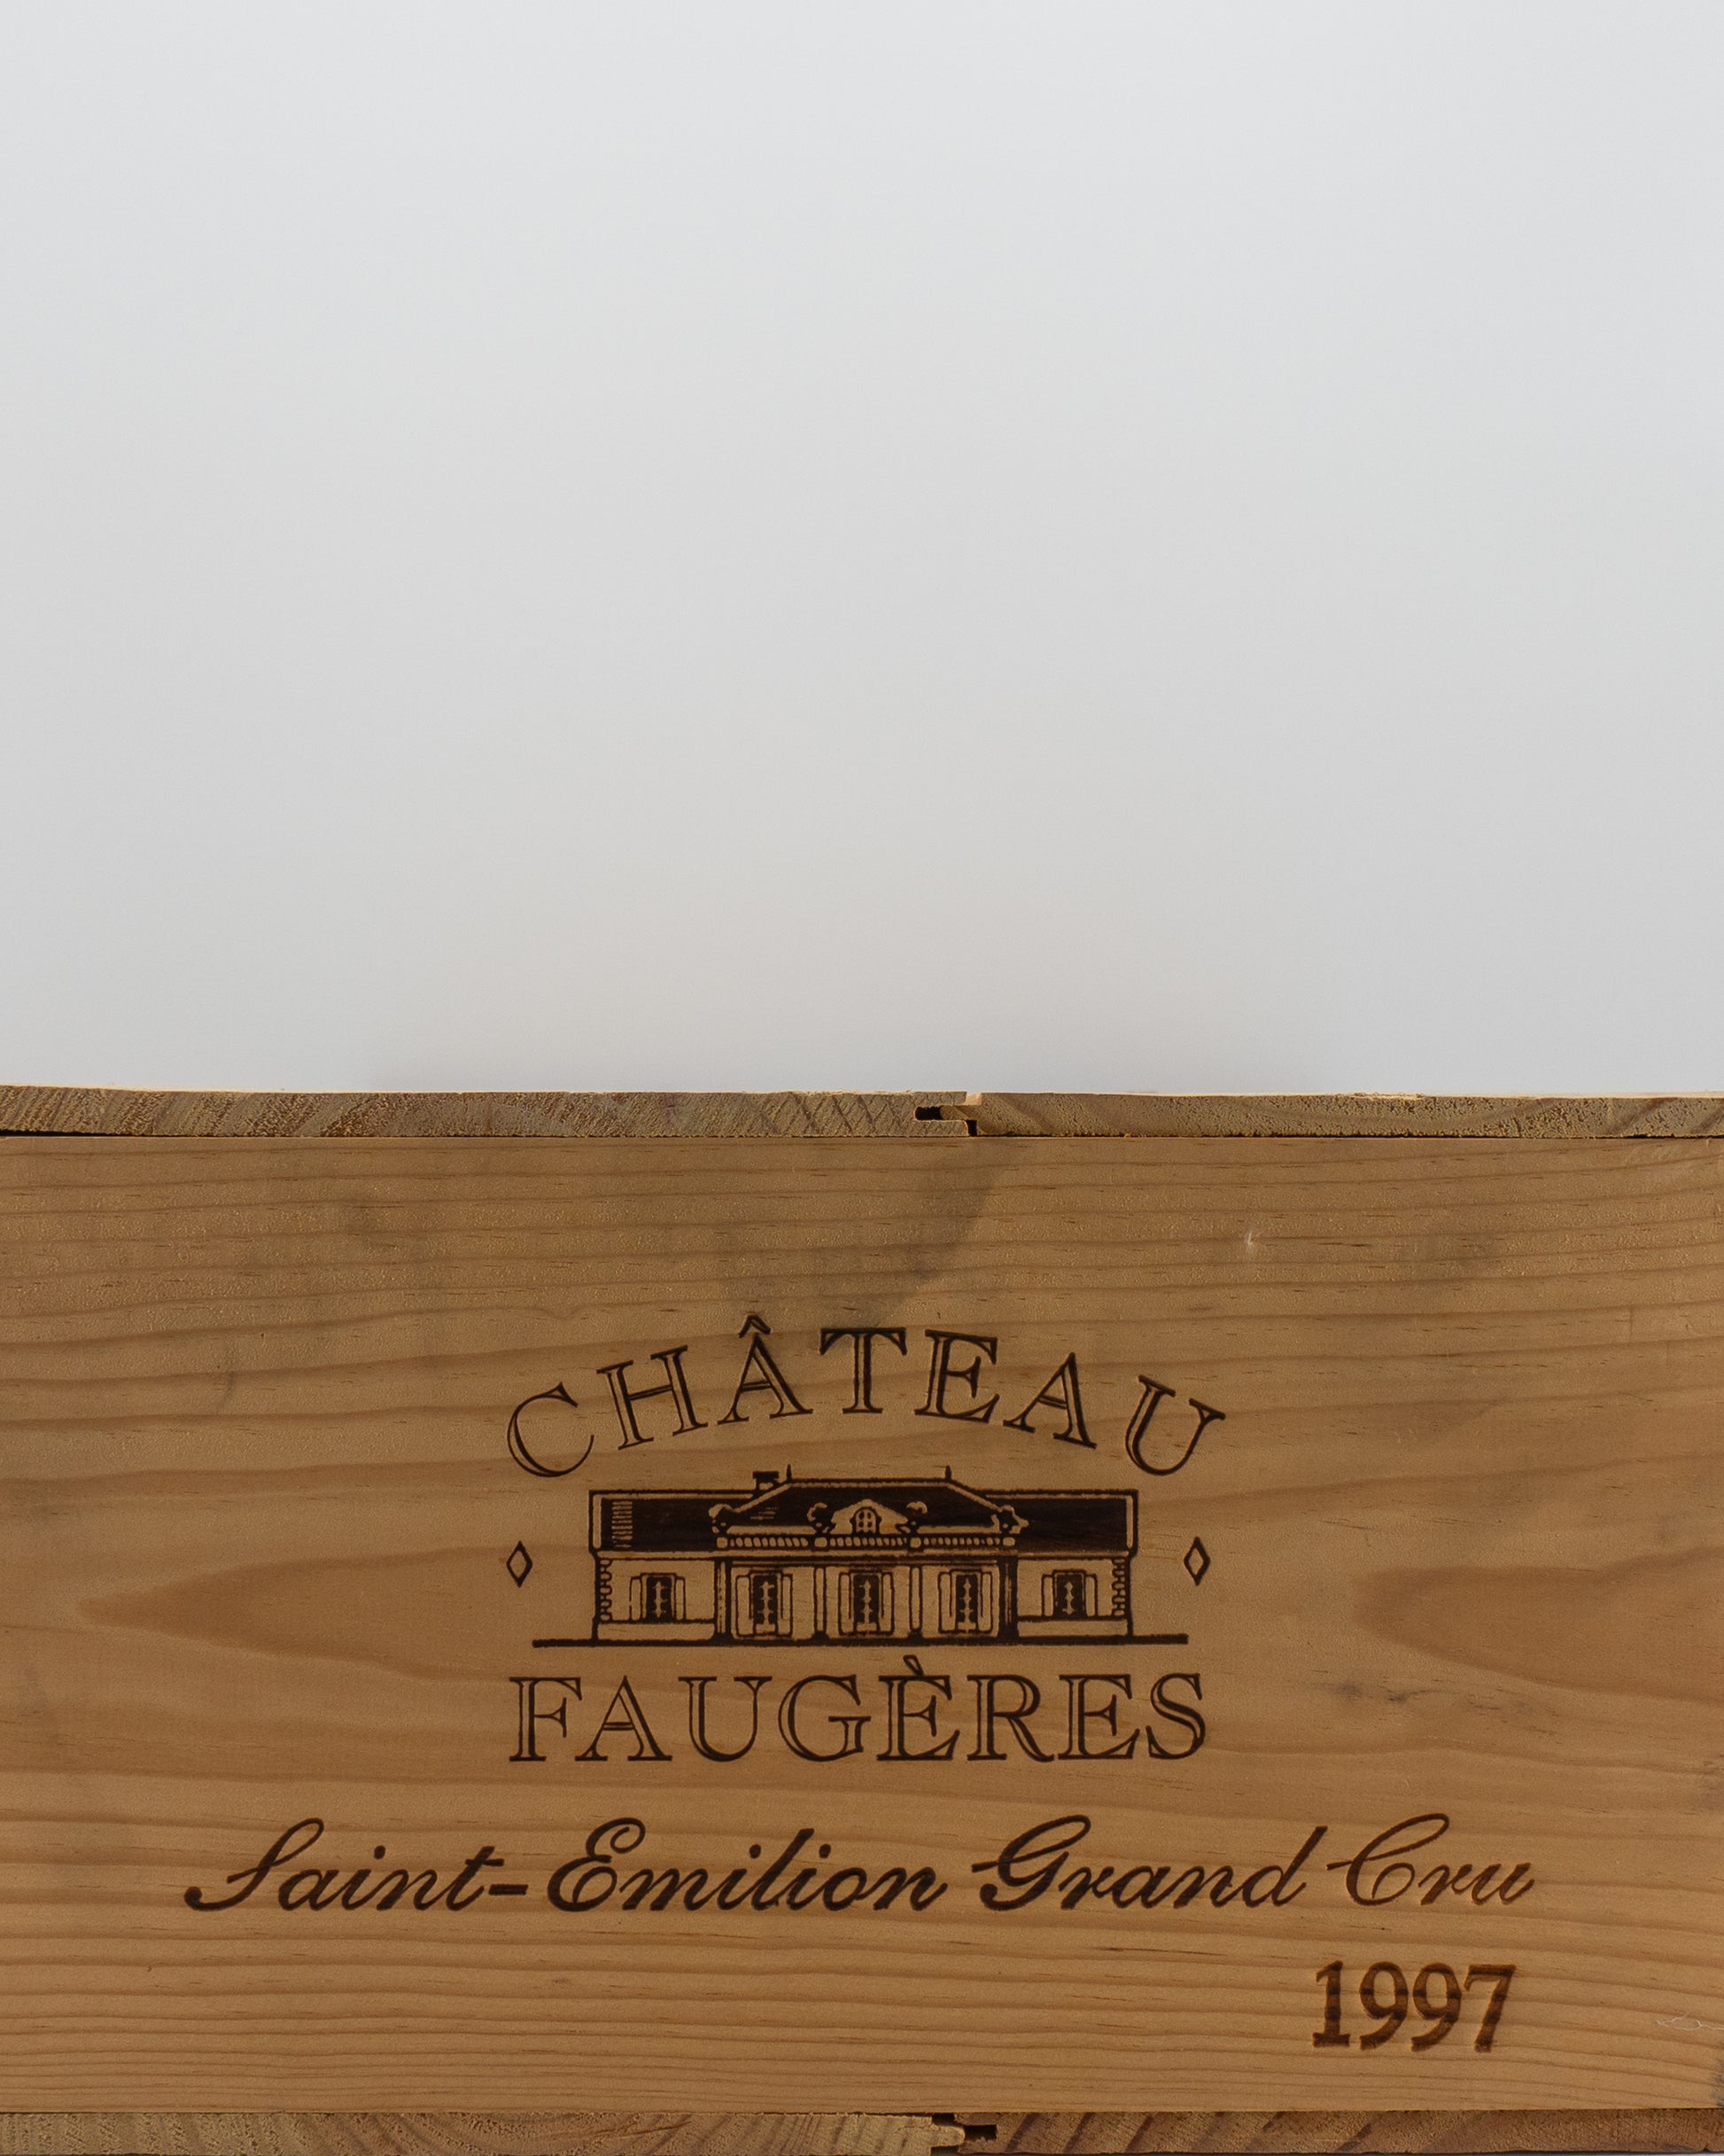 CHÂTEAU
FAUGÈRES
Saint-Emilion Grand Cru
1997